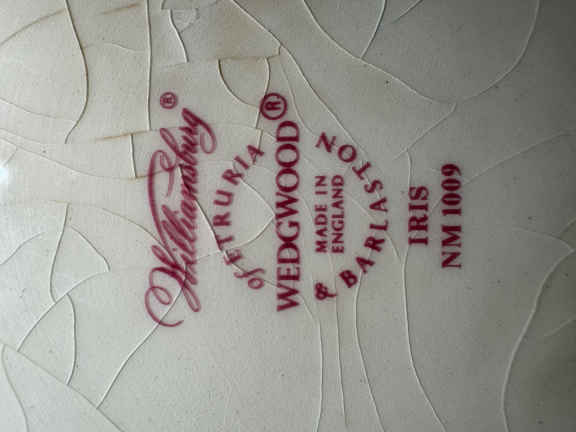 Williamsburg ®
of ETRURIA
WEDGWOOD®
MADE IN
ENGLAND
& BARLASTON
IRIS
NM 1009